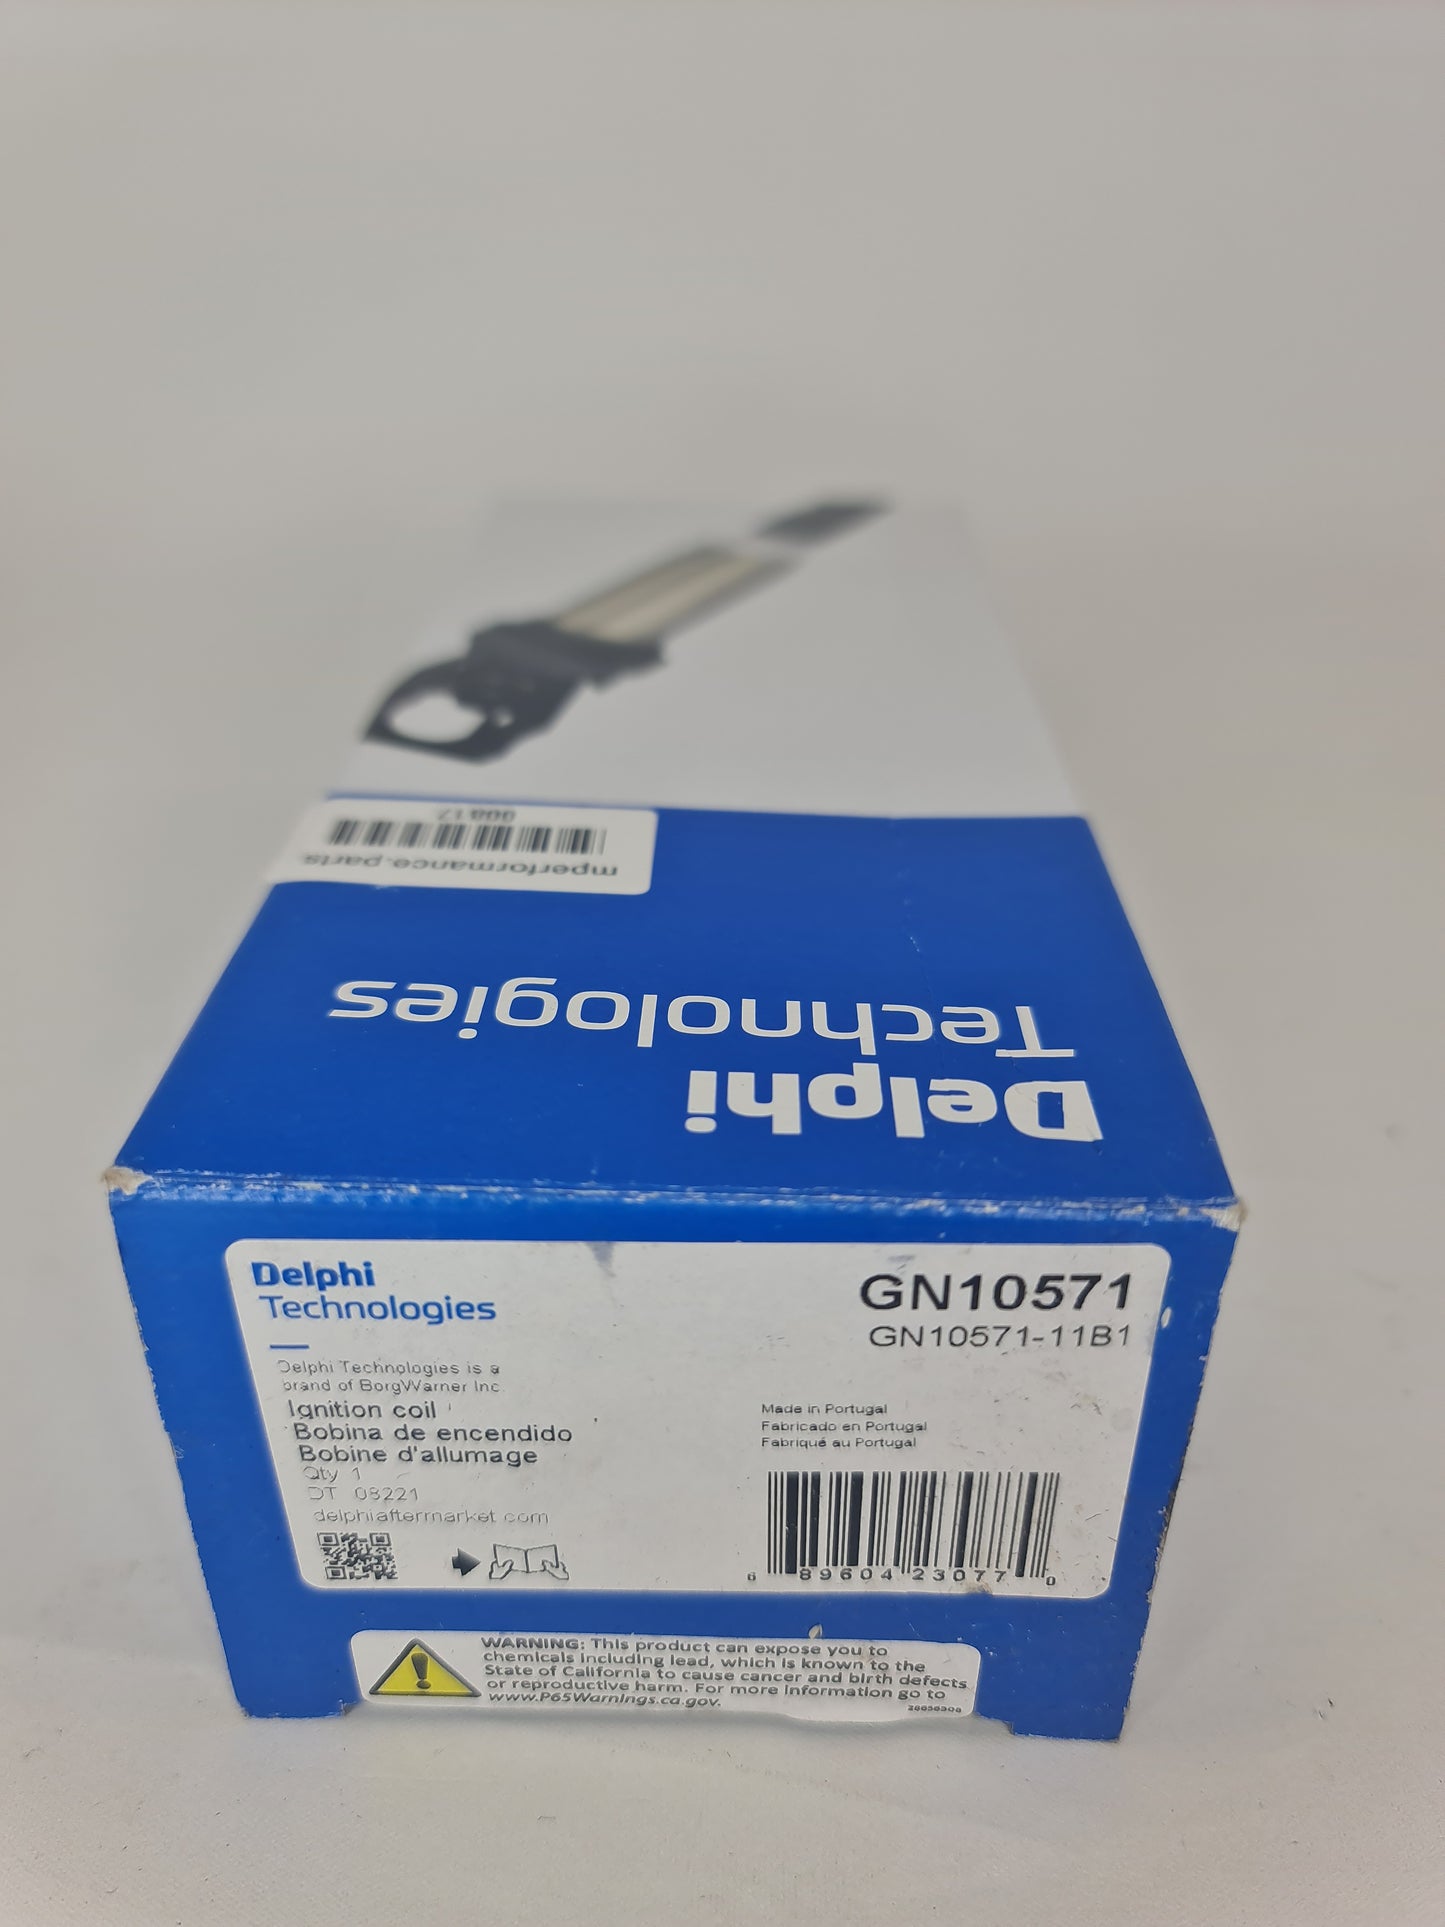 00812
mperformance.parts
Delphi
Technologies
Delphi
Technologies
GN10571
GN10571-11B1
Delphi Technologies is a
brand of BorgWarner Inc
Ignition coil
Bobina de encendido
Bobine d'allumage
Qty 1
DT 08221
delphiaftermarket.com
Made in Portugal
Fabricado en Portugal
Fabriqué au Portugal
6 89604 23077 0
WARNING: This product can expose you to
chemicals including lead, which is known to the
State of California to cause cancer and birth defects
or reproductive harm. For more information go to
www.P65Warnings.ca.gov.